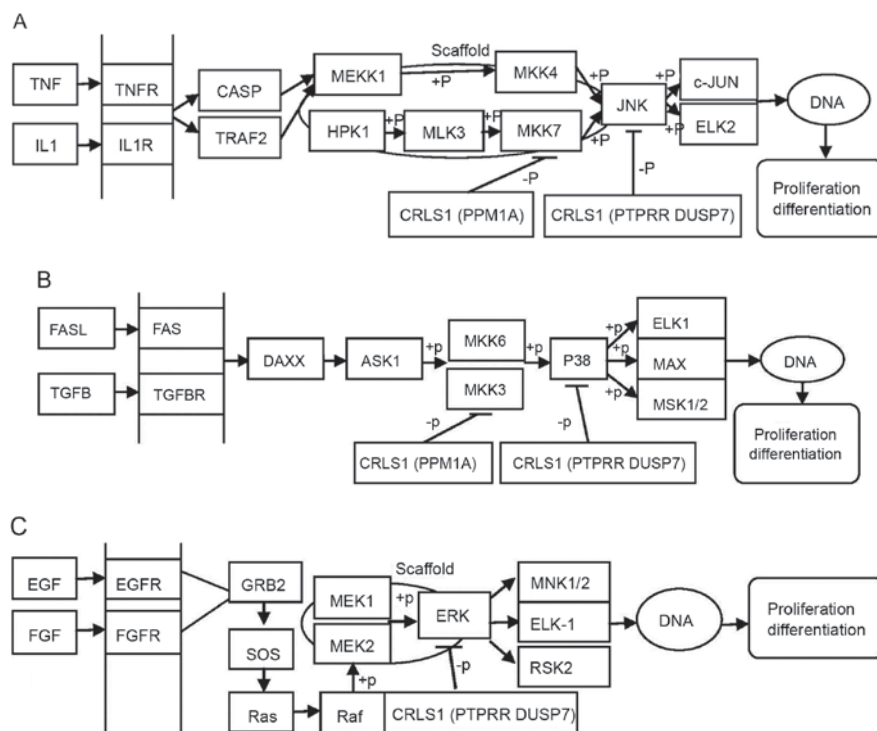 A
Scaffold
TNF
TNFR
CASP
MEKK1
+P
MKK4
+P
+P
c-JUN
JNK
DNA
IL1
IL1R
TRAF2
HPK1
+P
MLK3
+P
MKK7
+P
+P
ELK2
-P
-P
CRLS1 (PPM1A)
CRLS1 (PTPRR DUSP7)
Proliferation
differentiation
B
FASL
FAS
MKK6
+p
ELK1
DAXX
ASK1
+p
+p
P38
+p
MAX
DNA
TGFB
TGFBR
MKK3
+p
MSK1/2
-p
-p
CRLS1 (PPM1A)
CRLS1 (PTPRR DUSP7)
Proliferation
differentiation
C
Scaffold
EGF
EGFR
GRB2
MEK1
+p
MNK1/2
ERK
ELK-1
DNA
Proliferation
differentiation
FGF
FGFR
SOS
MEK2
RSK2
+p
-p
Ras
Raf
CRLS1 (PTPRR DUSP7)